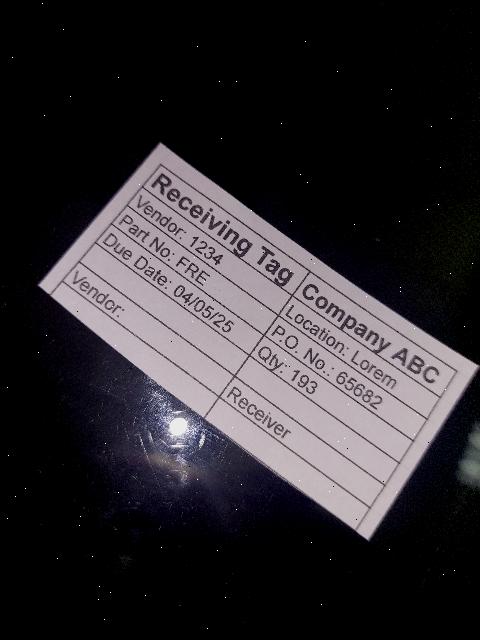 Receiving Tag Company ABC
Vendor: 1234 Location: Lorem
Part No: FRE P.O. No.: 65682
Due Date: 04/05/25 Qty: 193
Vendor: Receiver